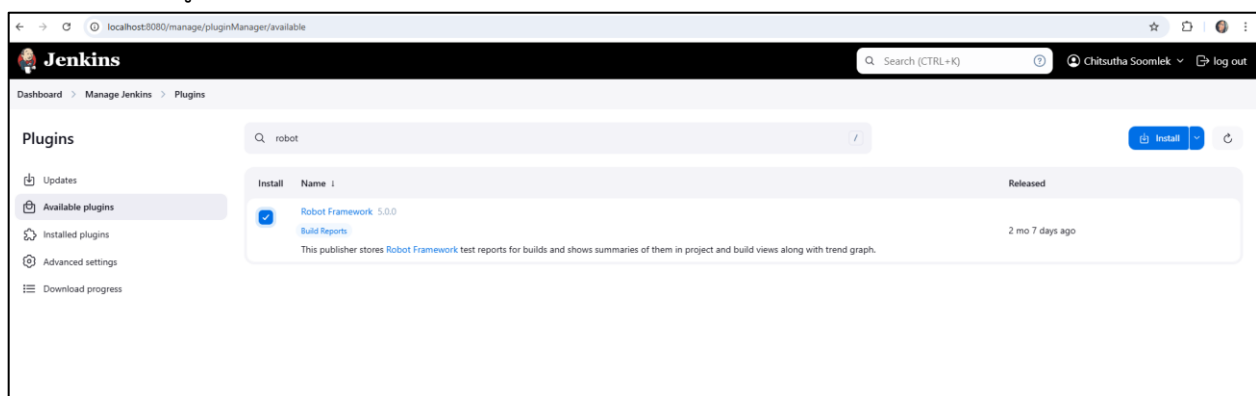 localhost:8080/manage/pluginManager/available
Jenkins
Search (CTRL+K)
Chitsutha Soomlek
log out
Dashboard > Manage Jenkins > Plugins
Plugins
robot
/
Install
Updates
Available plugins
Installed plugins
Advanced settings
Download progress
Install Name ↓ Released
Robot Framework 5.0.0
Build Reports
This publisher stores Robot Framework test reports for builds and shows summaries of them in project and build views along with trend graph.
2 mo 7 days ago